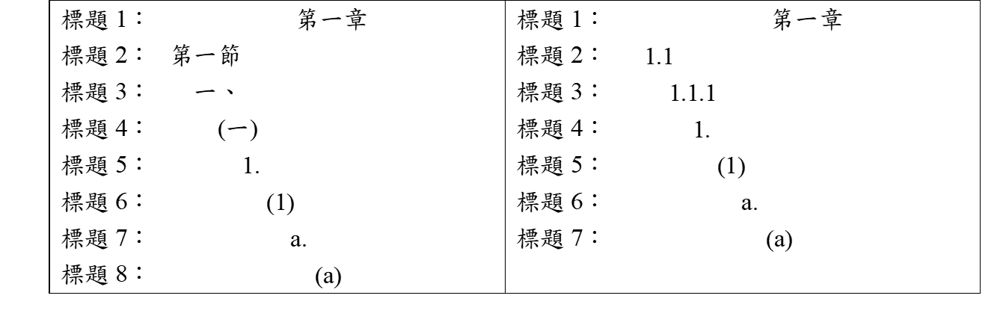 標題 1： 第一章
標題 2： 第一節
標題 3： 一、
標題 4： (一)
標題 5： 1.
標題 6： (1)
標題 7： a.
標題 8： (a)
標題 1： 第一章
標題 2： 1.1
標題 3： 1.1.1
標題 4： 1.
標題 5： (1)
標題 6： a.
標題 7： (a)